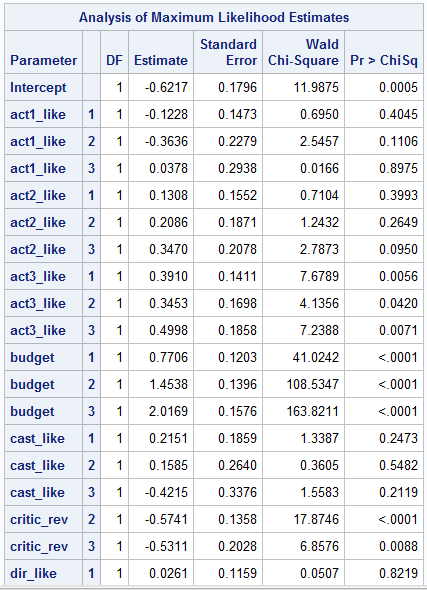 Analysis of Maximum Likelihood Estimates
Parameter DF Estimate Standard Error Wald Chi-Square Pr > ChiSq
Intercept 1 -0.6217 0.1796 11.9875 0.0005
act1_like 1 1 -0.1228 0.1473 0.6950 0.4045
act1_like 2 1 -0.3636 0.2279 2.5457 0.1106
act1_like 3 1 0.0378 0.2938 0.0166 0.8975
act2_like 1 1 0.1308 0.1552 0.7104 0.3993
act2_like 2 1 0.2086 0.1871 1.2432 0.2649
act2_like 3 1 0.3470 0.2078 2.7873 0.0950
act3_like 1 1 0.3910 0.1411 7.6789 0.0056
act3_like 2 1 0.3453 0.1698 4.1356 0.0420
act3_like 3 1 0.4998 0.1858 7.2388 0.0071
budget 1 1 0.7706 0.1203 41.0242 <.0001
budget 2 1 1.4538 0.1396 108.5347 <.0001
budget 3 1 2.0169 0.1576 163.8211 <.0001
cast_like 1 1 0.2151 0.1859 1.3387 0.2473
cast_like 2 1 0.1585 0.2640 0.3605 0.5482
cast_like 3 1 -0.4215 0.3376 1.5583 0.2119
critic_rev 2 1 -0.5741 0.1358 17.8746 <.0001
critic_rev 3 1 -0.5311 0.2028 6.8576 0.0088
dir_like 1 1 0.0261 0.1159 0.0507 0.8219